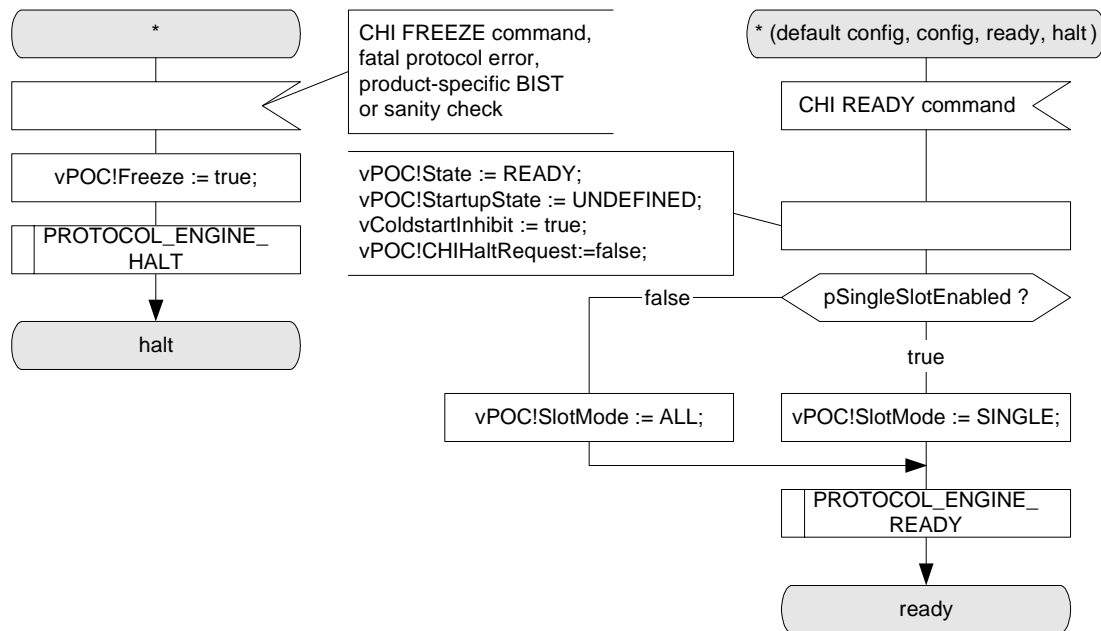 *
CHI FREEZE command,
fatal protocol error,
product-specific BIST
or sanity check
vPOC!Freeze := true;
PROTOCOL_ENGINE_
HALT
halt
* (default config, config, ready, halt)
CHI READY command
vPOC!State := READY;
vPOC!StartupState := UNDEFINED;
vColdstartInhibit := true;
vPOC!CHIHaltRequest:=false;
pSingleSlotEnabled ?
false
true
vPOC!SlotMode := ALL;
vPOC!SlotMode := SINGLE;
PROTOCOL_ENGINE_
READY
ready